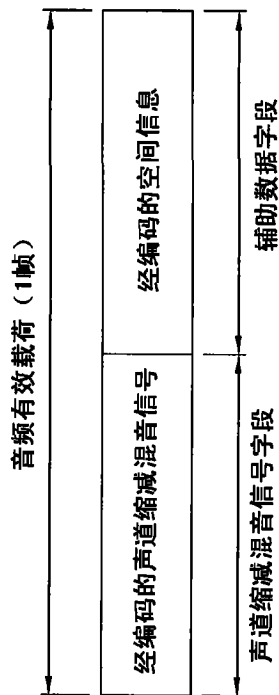 音频有效载荷（1帧）
经编码的声道缩减混音信号
经编码的空间信息
声道缩减混音信号字段
辅助数据字段